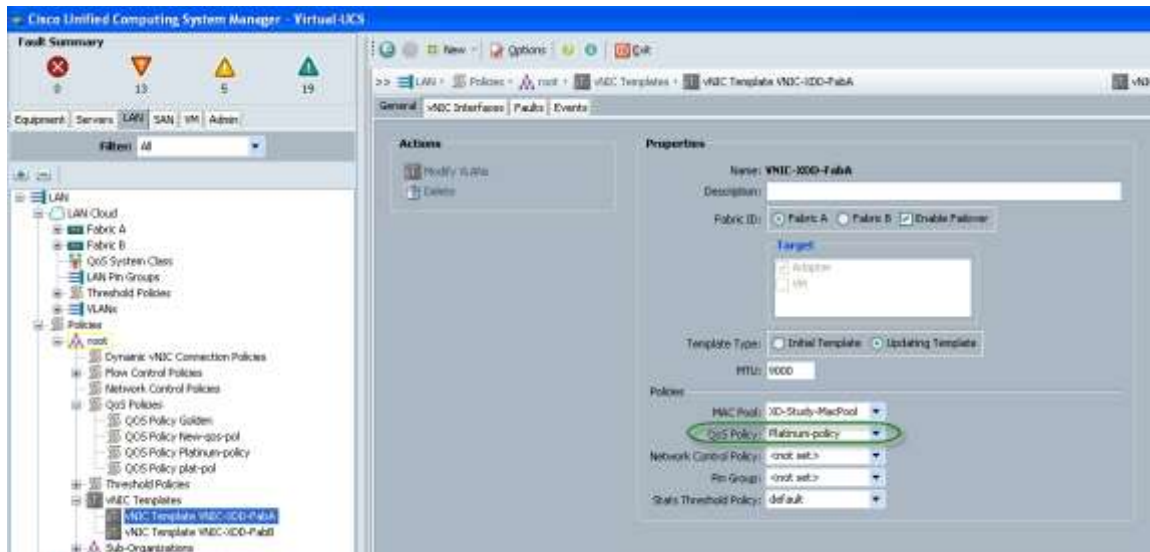 Cisco Unified Computing System Manager - Virtual-UCS
Fault Summary
0 13 5 19
Equipment Servers LAN SAN VM Admin
Filter: All
LAN
LAN Cloud
Fabric A
Fabric B
QoS System Class
LAN Pin Groups
Threshold Policies
VLANs
Policies
root
Dynamic vNIC Connection Policies
Flow Control Policies
Network Control Policies
QoS Policies
QOS Policy Golden
QOS Policy New-qos-pol
QOS Policy Platinum-policy
QOS Policy plat-pol
Threshold Policies
vNIC Templates
vNIC Template VNIC-XDD-FabA
vNIC Template VNIC-XDD-FabB
Sub-Organizations
New Options Exit
>> LAN Policies root vNIC Templates vNIC Template VNIC-XDD-FabA
General vNIC Interfaces Faults Events
Actions
Modify VLANs
Delete
Properties
Name: VNIC-XDD-FabA
Description:
Fabric ID: Fabric A Fabric B Enable Failover
Target
Adapter
VM
Template Type: Initial Template Updating Template
MTU: 9000
Policies
MAC Pool: XD-Study-MacPool
QoS Policy: Platinum-policy
Network Control Policy: <not set>
Pin Group: <not set>
Stats Threshold Policy: default